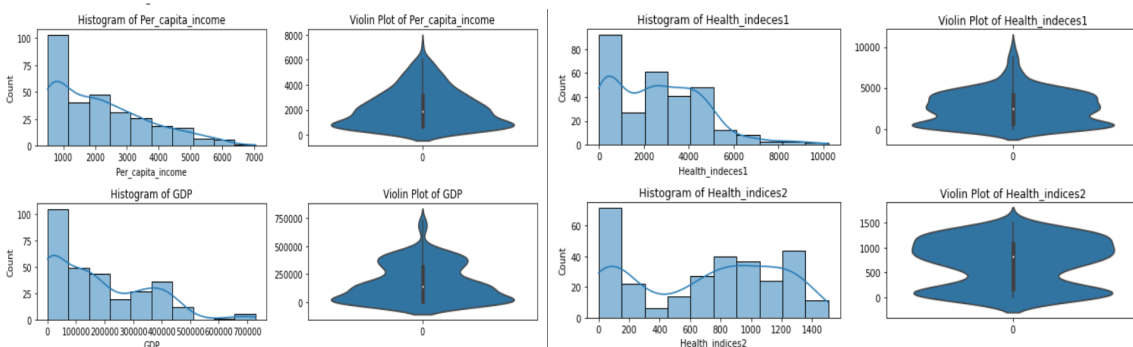 Histogram of Per_capita_income
Count
100
75
50
25
0
1000 2000 3000 4000 5000 6000 7000
Per_capita_income
Violin Plot of Per_capita_income
8000
6000
4000
2000
0
0
Histogram of Health_indeces1
Count
80
60
40
20
0
0 2000 4000 6000 8000 10000
Health_indeces1
Violin Plot of Health_indeces1
10000
5000
0
0
Histogram of GDP
Count
100
75
50
25
0
0 100000 200000 300000 400000 500000 600000 700000
GDP
Violin Plot of GDP
750000
500000
250000
0
0
Histogram of Health_indices2
Count
60
40
20
0
0 200 400 600 800 1000 1200 1400
Health_indices2
Violin Plot of Health_indices2
1500
1000
500
0
0